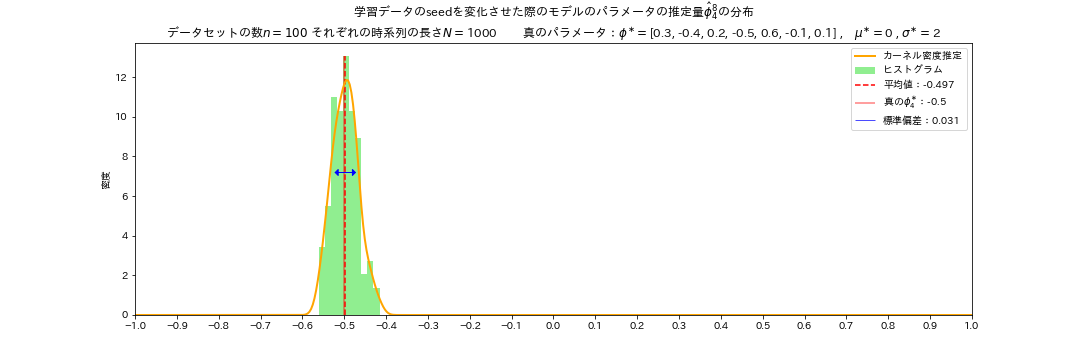 学習データのseedを変化させた際のモデルのパラメータの推定量$\hat{\phi}_4^8$の分布
データセットの数n = 100 それぞれの時系列の長さN = 1000 真のパラメータ：ϕ* = [0.3, -0.4, 0.2, -0.5, 0.6, -0.1, 0.1] , μ* = 0 , σ* = 2
カーネル密度推定
ヒストグラム
平均値：-0.497
真のϕ₄*：-0.5
標準偏差：0.031
密度
12
10
8
6
4
2
0
−1.0 −0.9 −0.8 −0.7 −0.6 −0.5 −0.4 −0.3 −0.2 −0.1 0.0 0.1 0.2 0.3 0.4 0.5 0.6 0.7 0.8 0.9 1.0